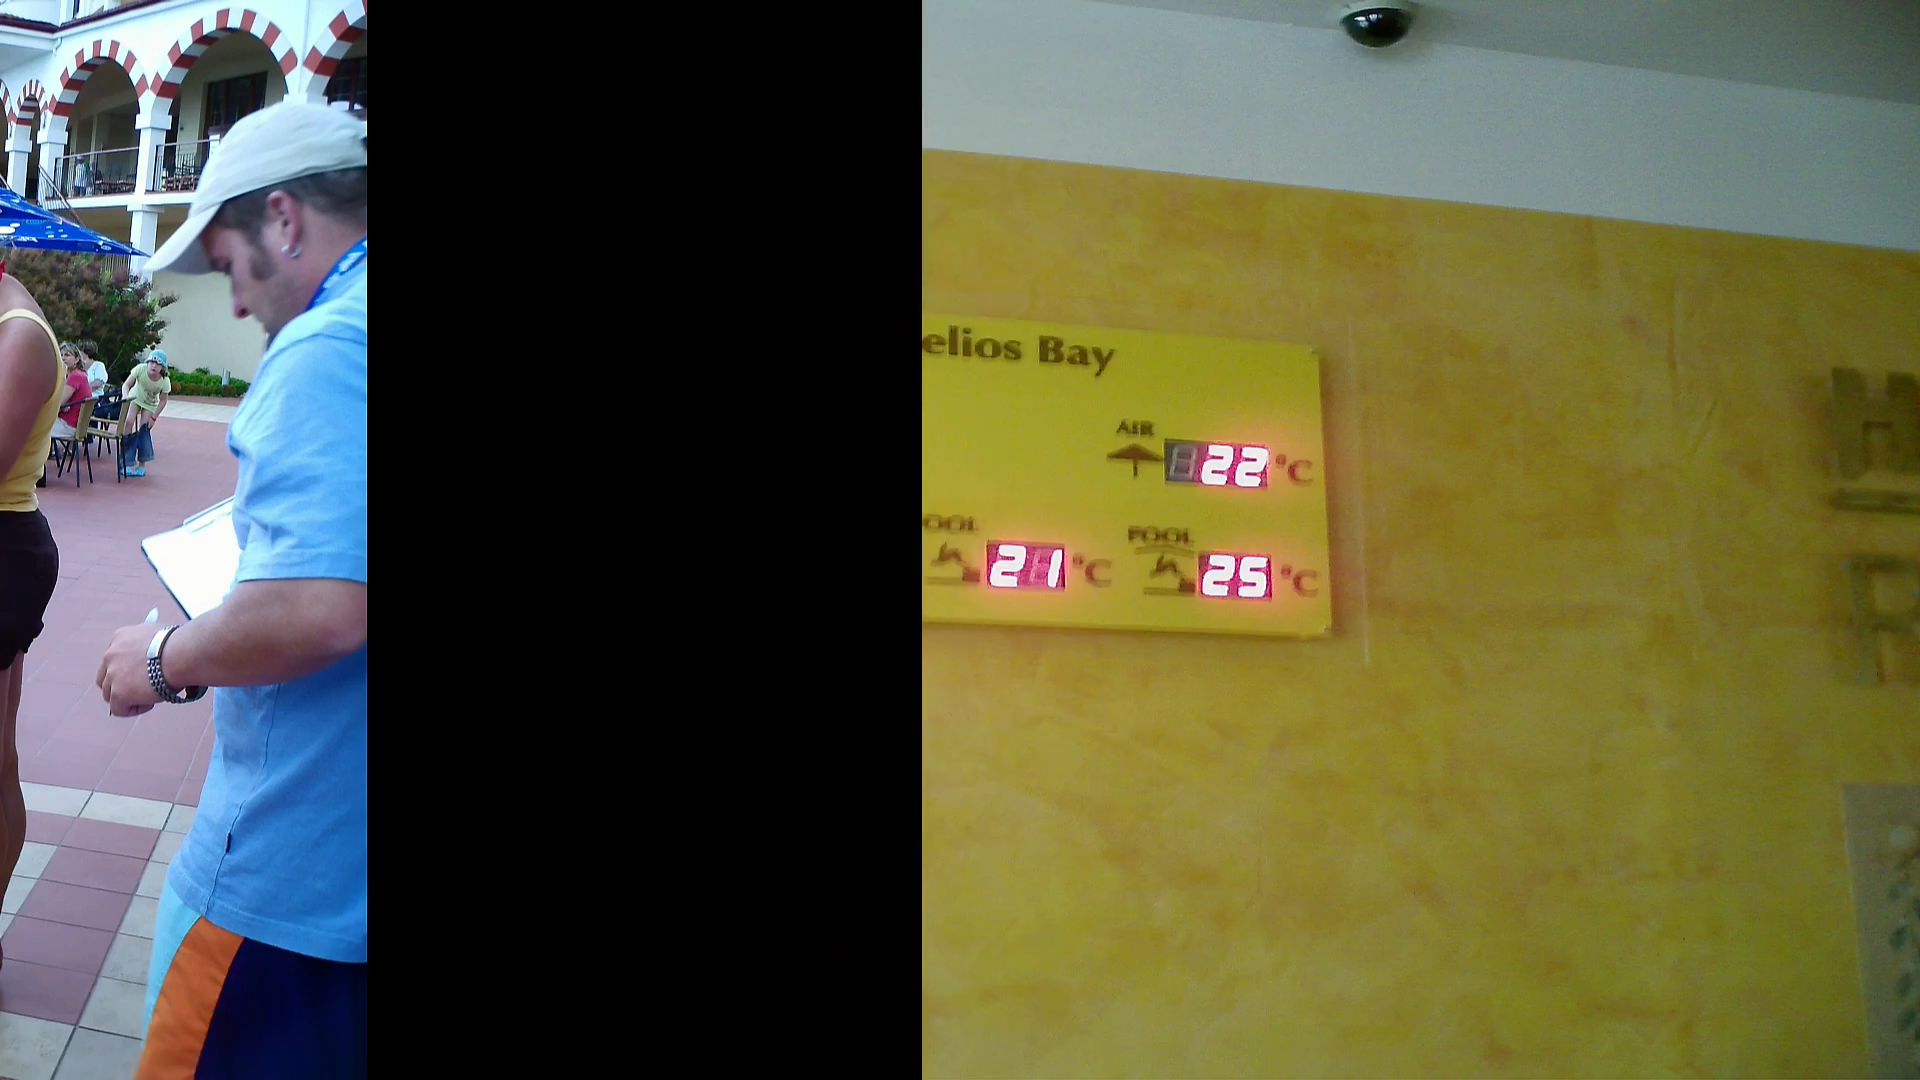 elios Bay
AIR
22 °C
OOL
POOL
21 °C
25 °C